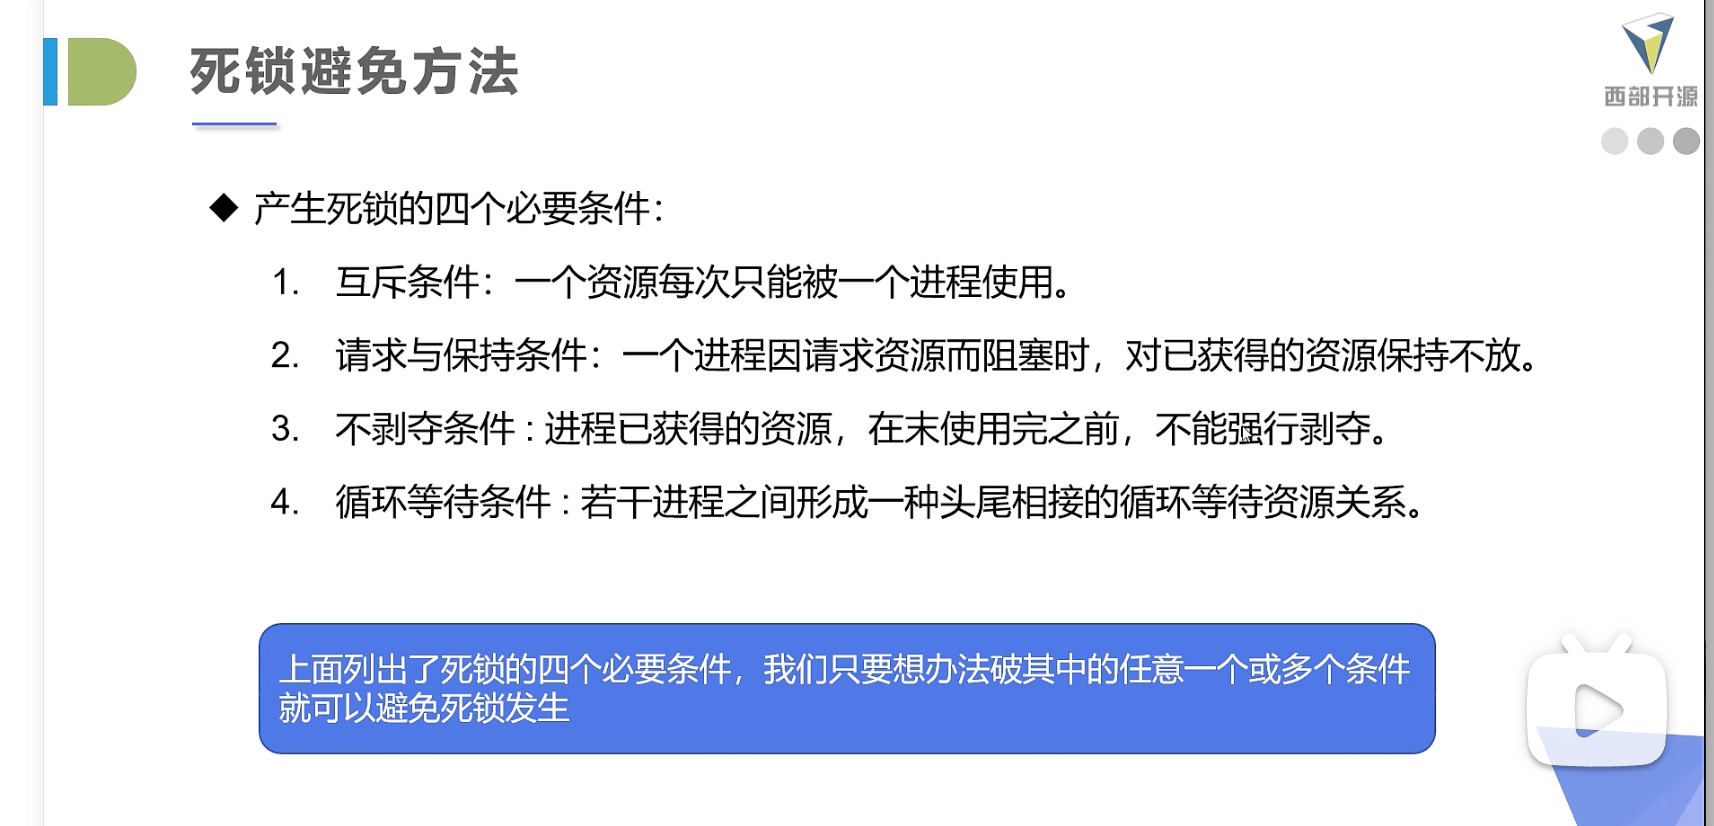 死锁避免方法
西部开源
◆ 产生死锁的四个必要条件：
1. 互斥条件：一个资源每次只能被一个进程使用。
2. 请求与保持条件：一个进程因请求资源而阻塞时，对已获得的资源保持不放。
3. 不剥夺条件 : 进程已获得的资源，在末使用完之前，不能强行剥夺。
4. 循环等待条件 : 若干进程之间形成一种头尾相接的循环等待资源关系。
上面列出了死锁的四个必要条件，我们只要想办法破其中的任意一个或多个条件
就可以避免死锁发生